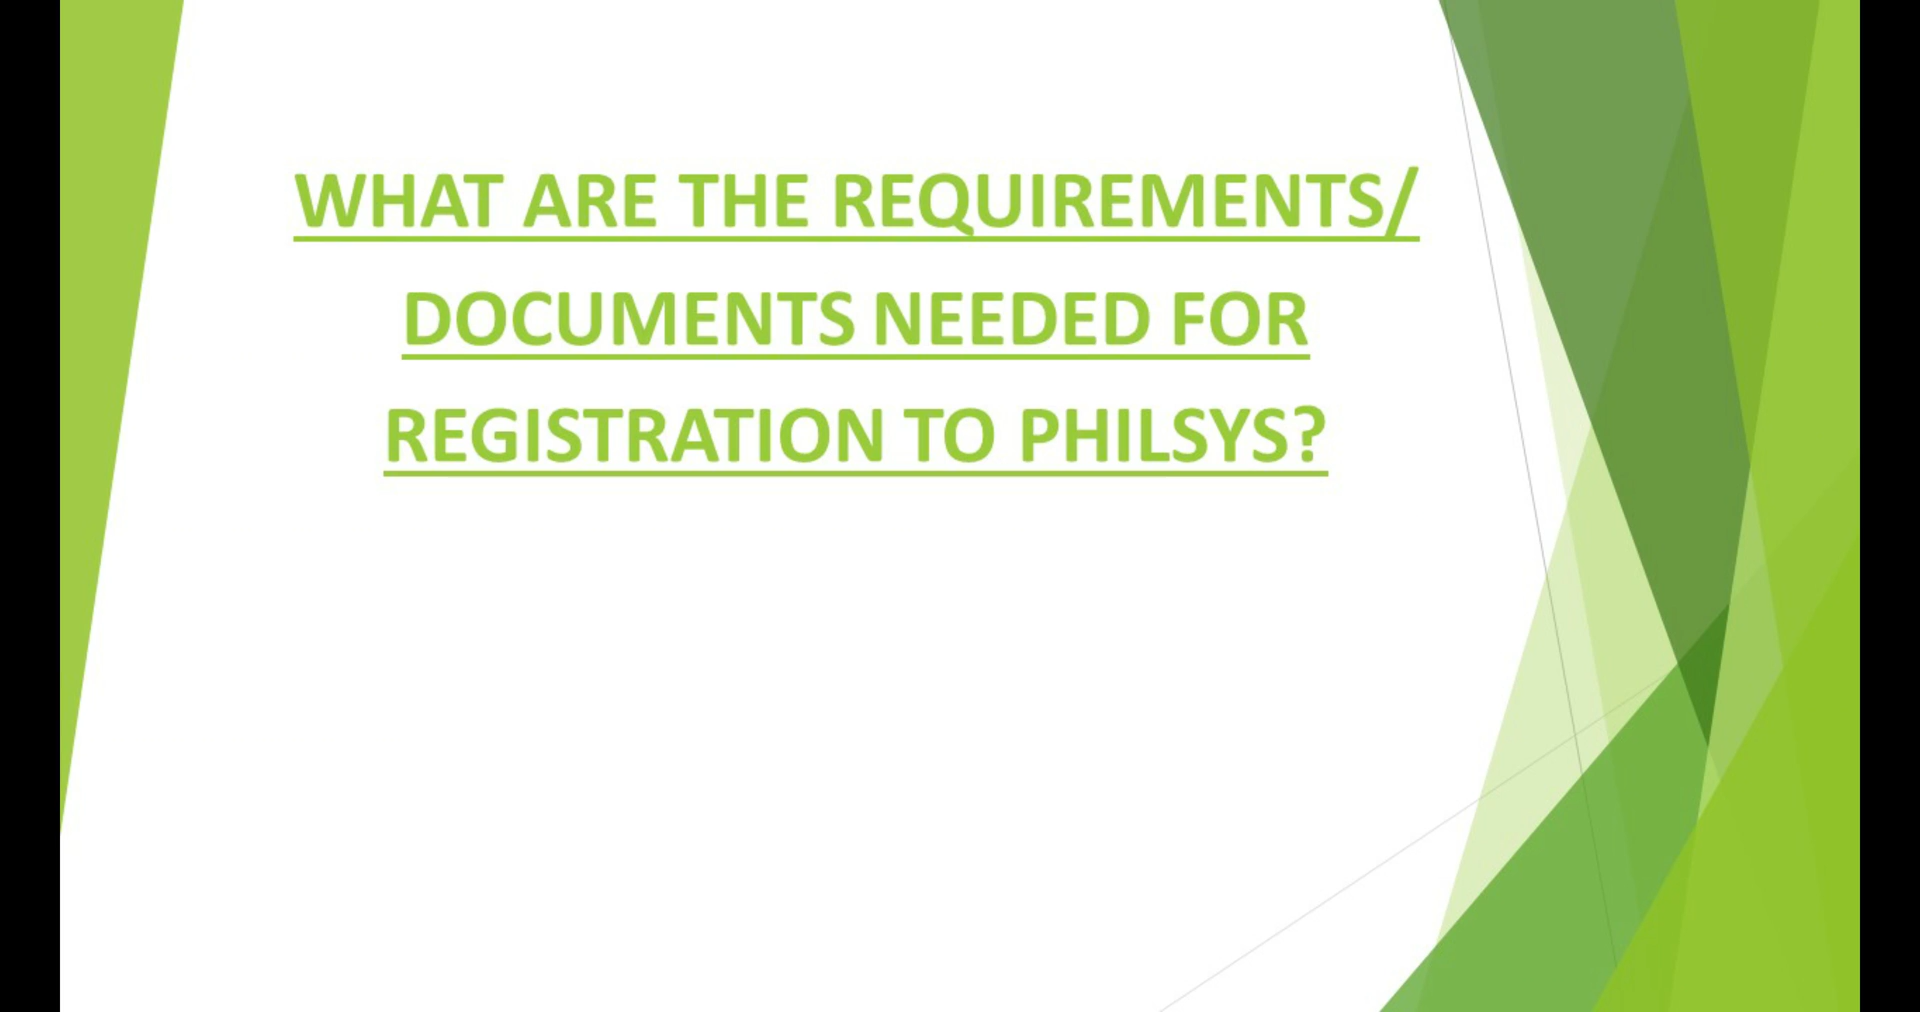 WHAT ARE THE REQUIREMENTS/
DOCUMENTS NEEDED FOR
REGISTRATION TO PHILSYS?